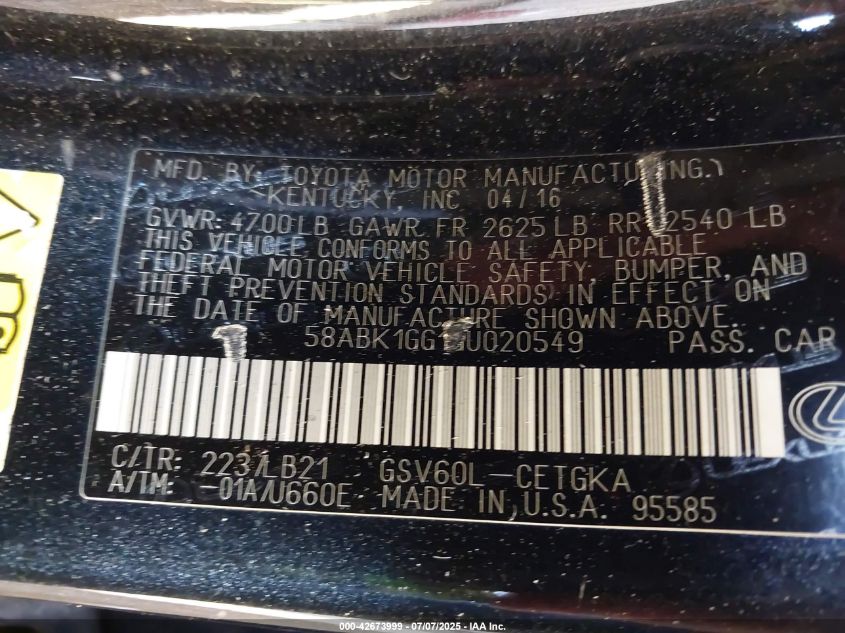 MFD. BY: TOYOTA MOTOR MANUFACTURING,
KENTUCKY, INC 04/16
GVWR: 4700LB GAWR FR 2625LB RR 2540 LB
THIS VEHICLE CONFORMS TO ALL APPLICABLE
FEDERAL MOTOR VEHICLE SAFETY, BUMPER, AND
THEFT PREVENTION STANDARDS IN EFFECT ON
THE DATE OF MANUFACTURE SHOWN ABOVE.
PASS. CAR
C/TR: 223/LB21 GSV60L-CETGKA
A/TM: -01A/U660E MADE IN U.S.A. 95585
000-42673999 | 07/07/2025 - IAA Inc.